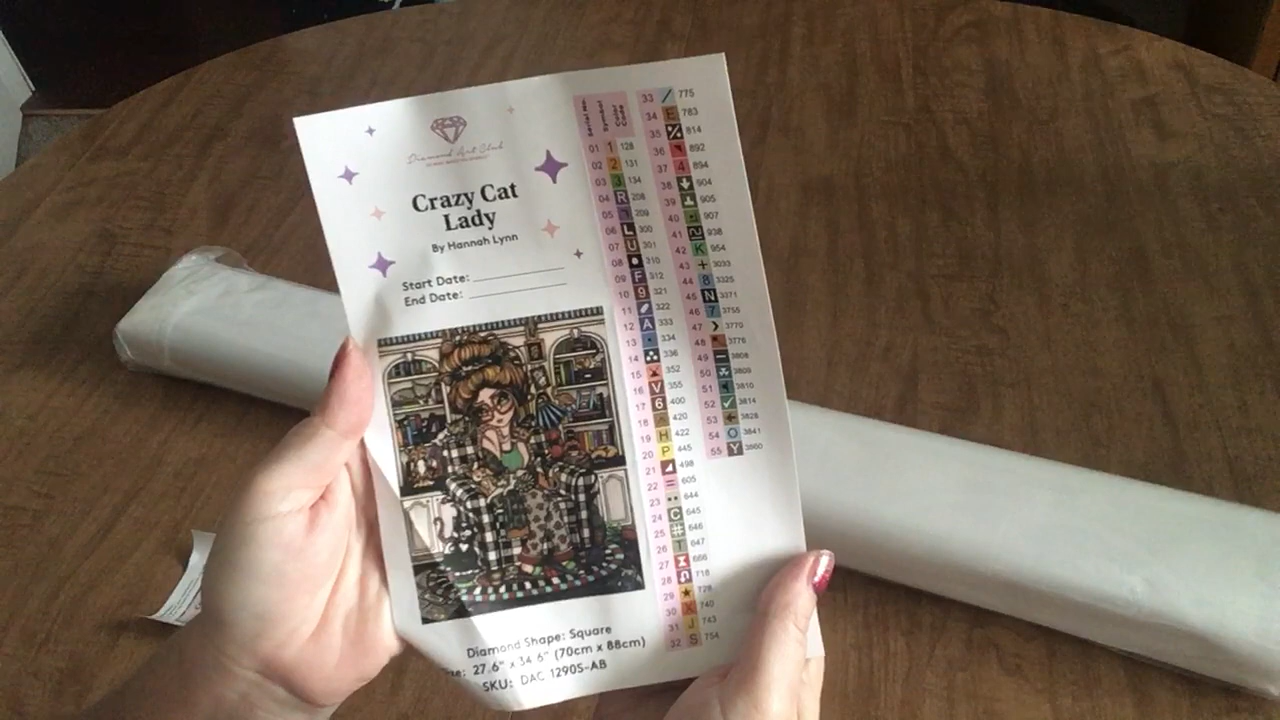 Diamond Art Club
Crazy Cat
Lady
By Hannah Lynn
Start Date:
End Date:
Diamond Shape: Square
27.6" x 34.6" (70cm x 88cm)
SKU: DAC 1290S-AB
Serial No. Symbol Color Code
01 1 128
02 2 131
03 3 134
04 R 208
05 209
06 L 300
07 U 301
08 310
09 F 312
10 9 321
11 322
12 A 333
13 334
14 336
15 352
16 V 355
17 6 400
18 420
19 H 422
20 P 445
21 498
22 = 605
23 644
24 C 645
25 # 646
26 T 647
27 666
28 718
29 ★ 728
30 X 740
31 J 743
32 S 754
33 / 775
34 E 783
35 814
36 892
37 4 894
38 904
39 905
40 907
41 938
42 K 954
43 + 3033
44 8 3325
45 N 3371
46 7 3755
47 3770
48 3776
49 – 3808
50 3809
51 3810
52 ✓ 3814
53 3828
54 3841
55 Y 3860